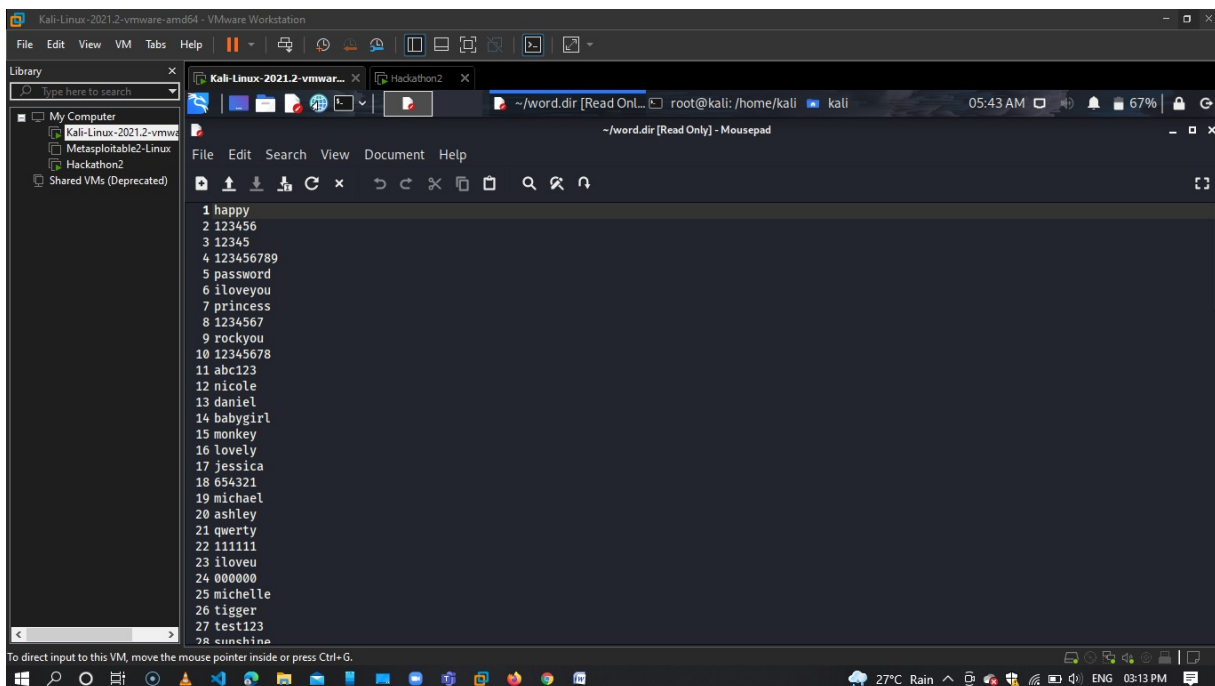 Kali-Linux-2021.2-vmware-amd64 - VMware Workstation
File Edit View VM Tabs Help
Library
Type here to search
My Computer
Kali-Linux-2021.2-vmwa
Metasploitable2-Linux
Hackathon2
Shared VMs (Deprecated)
Kali-Linux-2021.2-vmwar...
Hackathon2
~/word.dir [Read Onl...
root@kali: /home/kali
kali
05:43 AM
67%
~/word.dir [Read Only] - Mousepad
File Edit Search View Document Help
1 happy
2 123456
3 12345
4 123456789
5 password
6 iloveyou
7 princess
8 1234567
9 rockyou
10 12345678
11 abc123
12 nicole
13 daniel
14 babygirl
15 monkey
16 lovely
17 jessica
18 654321
19 michael
20 ashley
21 qwerty
22 111111
23 iloveu
24 000000
25 michelle
26 tigger
27 test123
28 sunshine
To direct input to this VM, move the mouse pointer inside or press Ctrl+G.
27°C Rain
ENG
03:13 PM